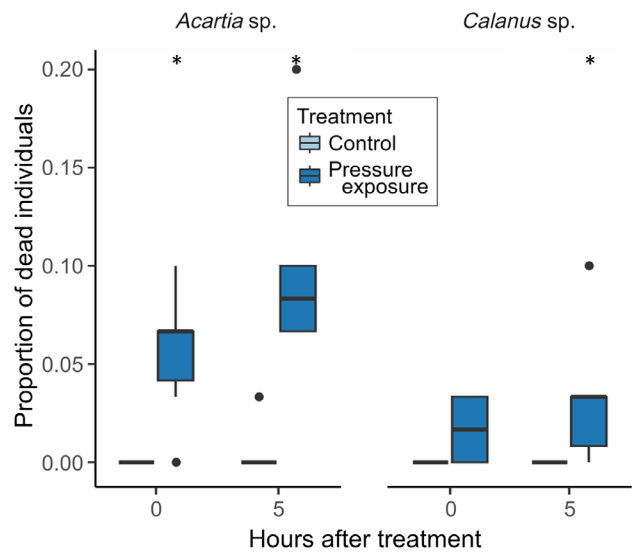 Acartia sp. Calanus sp.
* * *
0.20
Treatment
Control
Pressure
exposure
0.15
0.10
0.05
0.00
Proportion of dead individuals
0 5 0 5
Hours after treatment